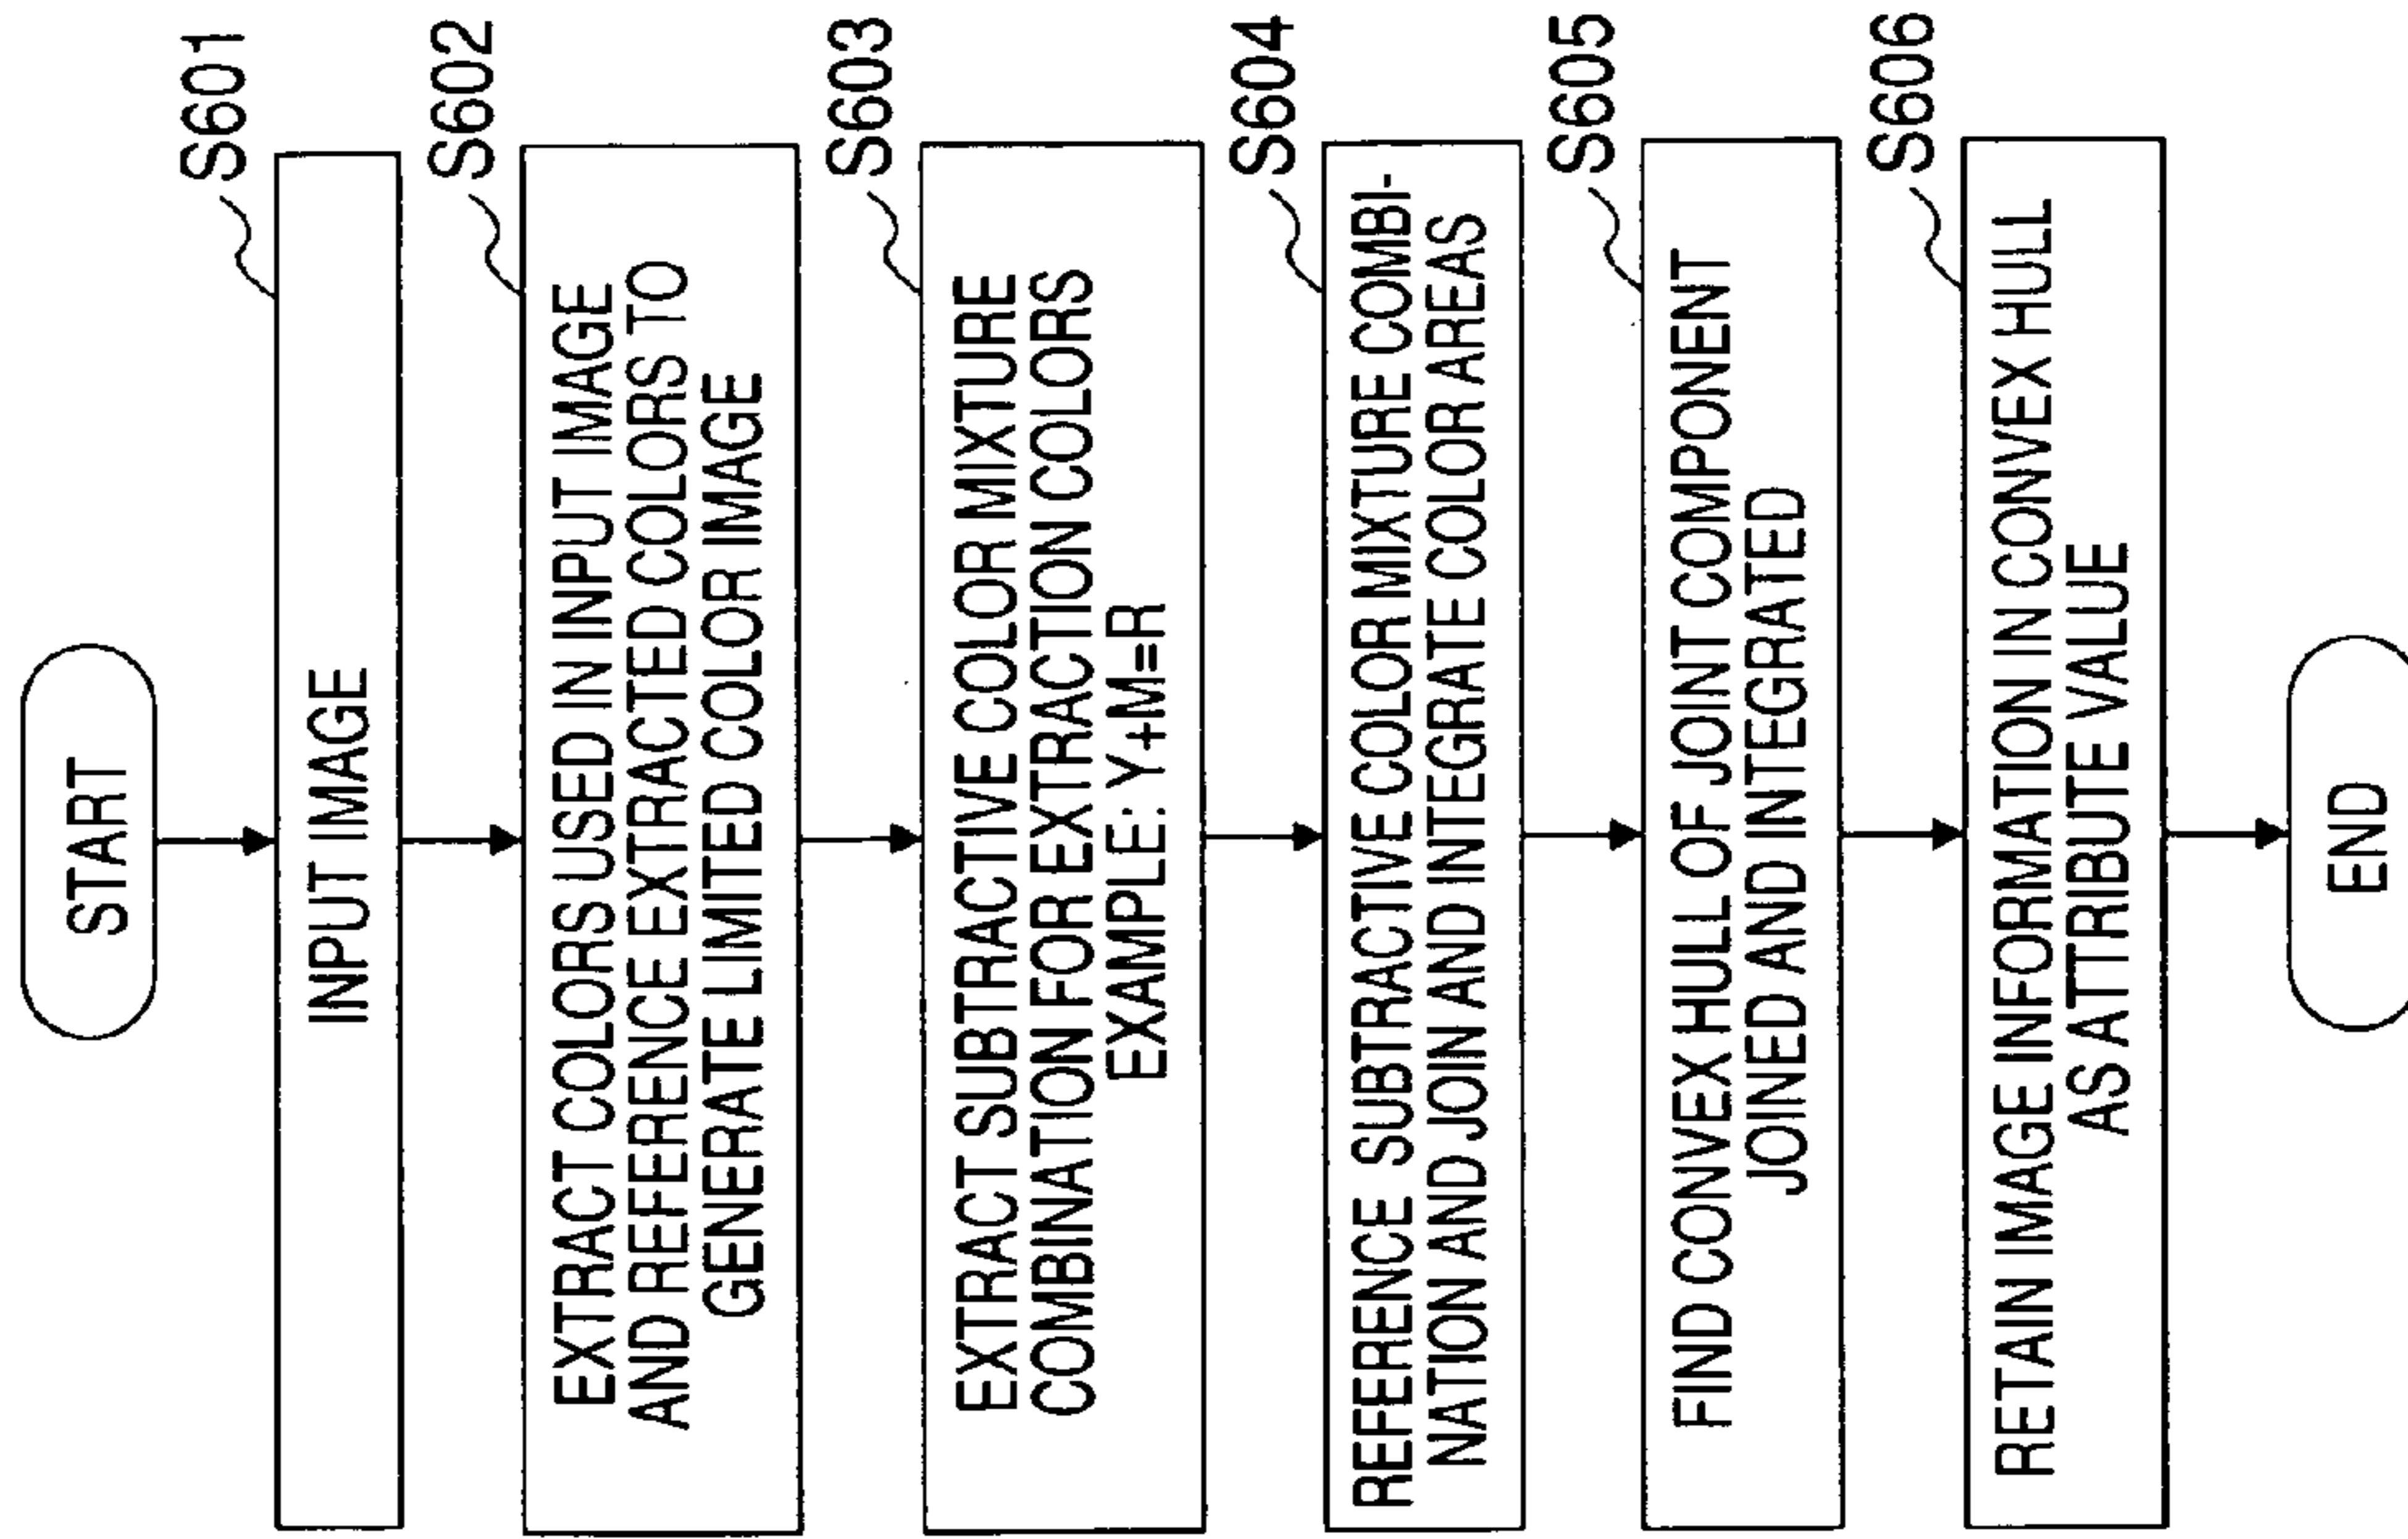 START
S601
INPUT IMAGE
S602
EXTRACT COLORS USED IN INPUT IMAGE
AND REFERENCE EXTRACTED COLORS TO
GENERATE LIMITED COLOR IMAGE
S603
EXTRACT SUBTRACTIVE COLOR MIXTURE
COMBINATION FOR EXTRACTION COLORS
EXAMPLE: Y+M=R
S604
REFERENCE SUBTRACTIVE COLOR MIXTURE COMBI-
NATION AND JOIN AND INTEGRATE COLOR AREAS
S605
FIND CONVEX HULL OF JOINT COMPONENT
JOINED AND INTEGRATED
S606
RETAIN IMAGE INFORMATION IN CONVEX HULL
AS ATTRIBUTE VALUE
END